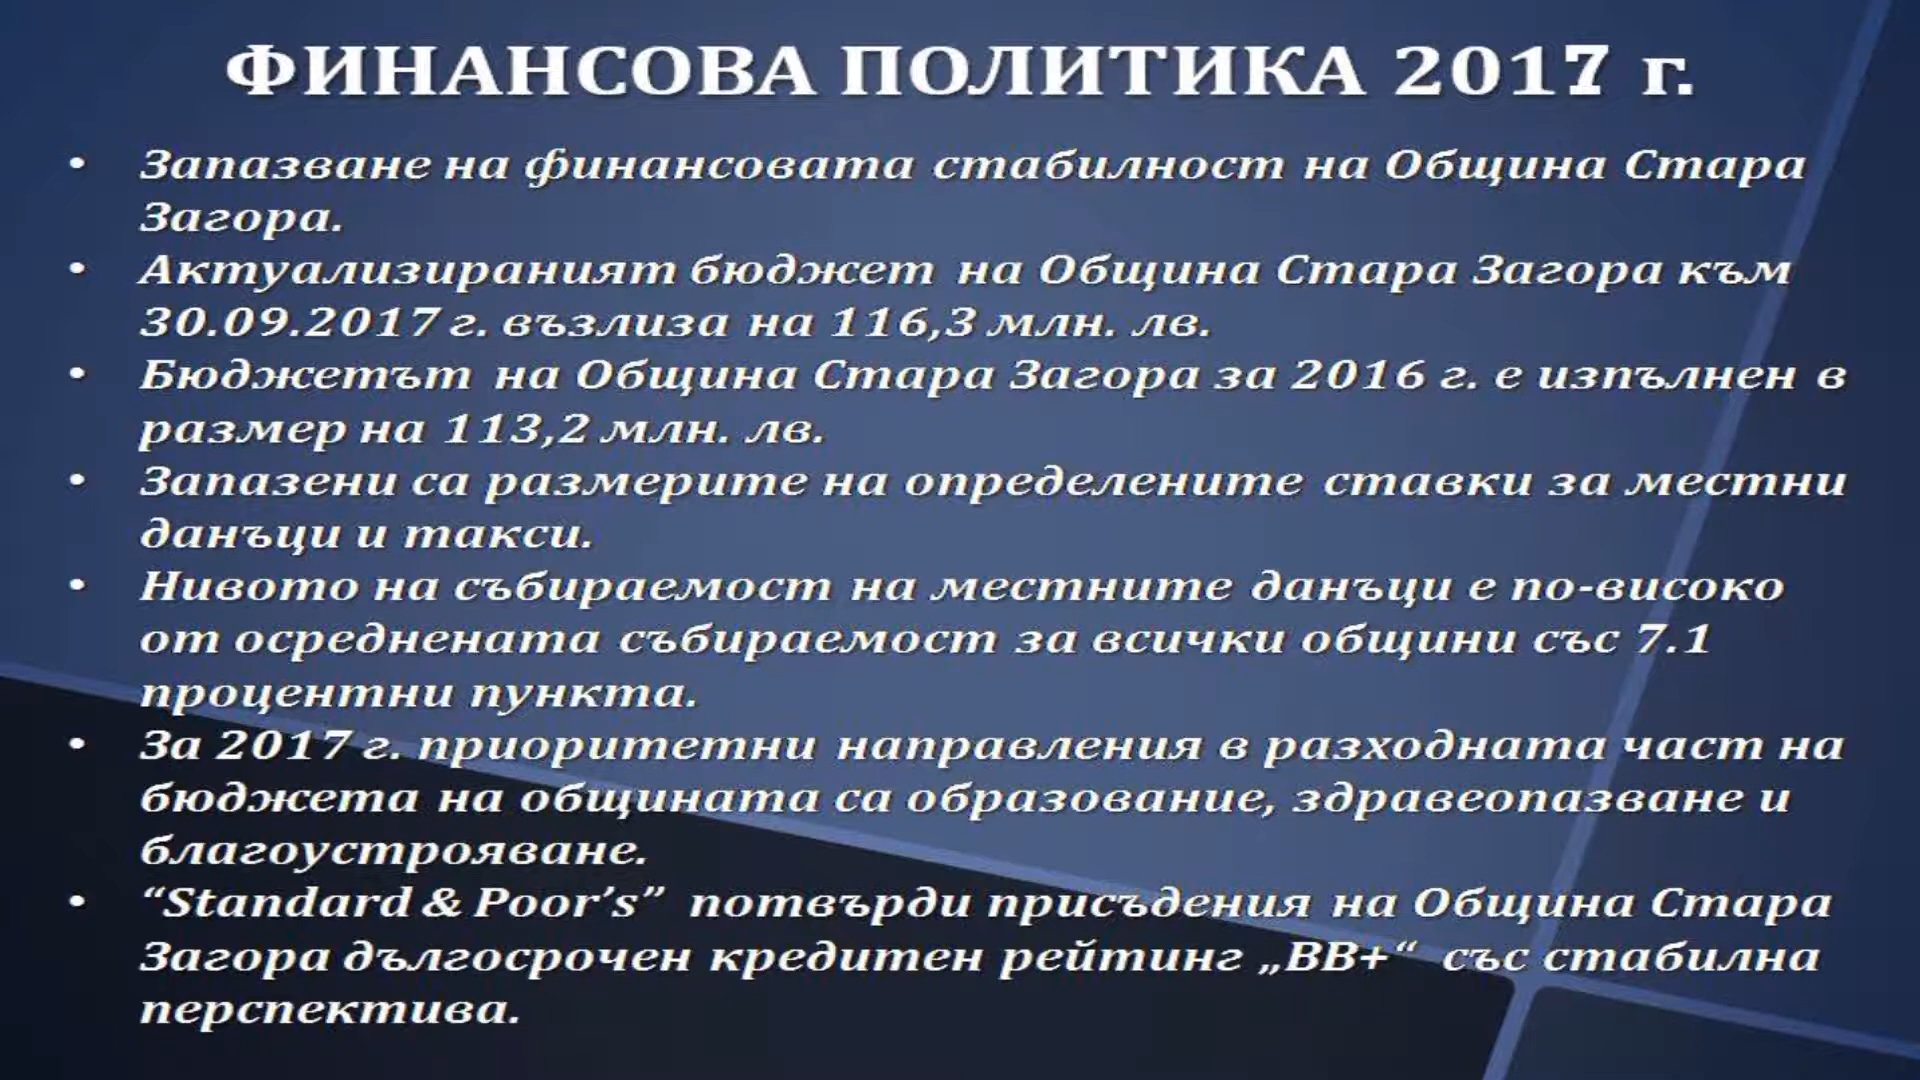 ФИНАНСОВА ПОЛИТИКА 2017 г.
• Запазване на финансовата стабилност на Община Стара
Загора.
• Актуализираният бюджет на Община Стара Загора към
30.09.2017 г. възлиза на 116,3 млн. лв.
• Бюджетът на Община Стара Загора за 2016 г. е изпълнен в
размер на 113,2 млн. лв.
• Запазени са размерите на определените ставки за местни
данъци и такси.
• Нивото на събираемост на местните данъци е по-високо
от осреднената събираемост за всички общини със 7.1
процентни пункта.
• За 2017 г. приоритетни направления в разходната част на
бюджета на общината са образование, здравеопазване и
благоустрояване.
• “Standard & Poor’s” потвърди присъдения на Община Стара
Загора дългосрочен кредитен рейтинг „BB+“ със стабилна
перспектива.